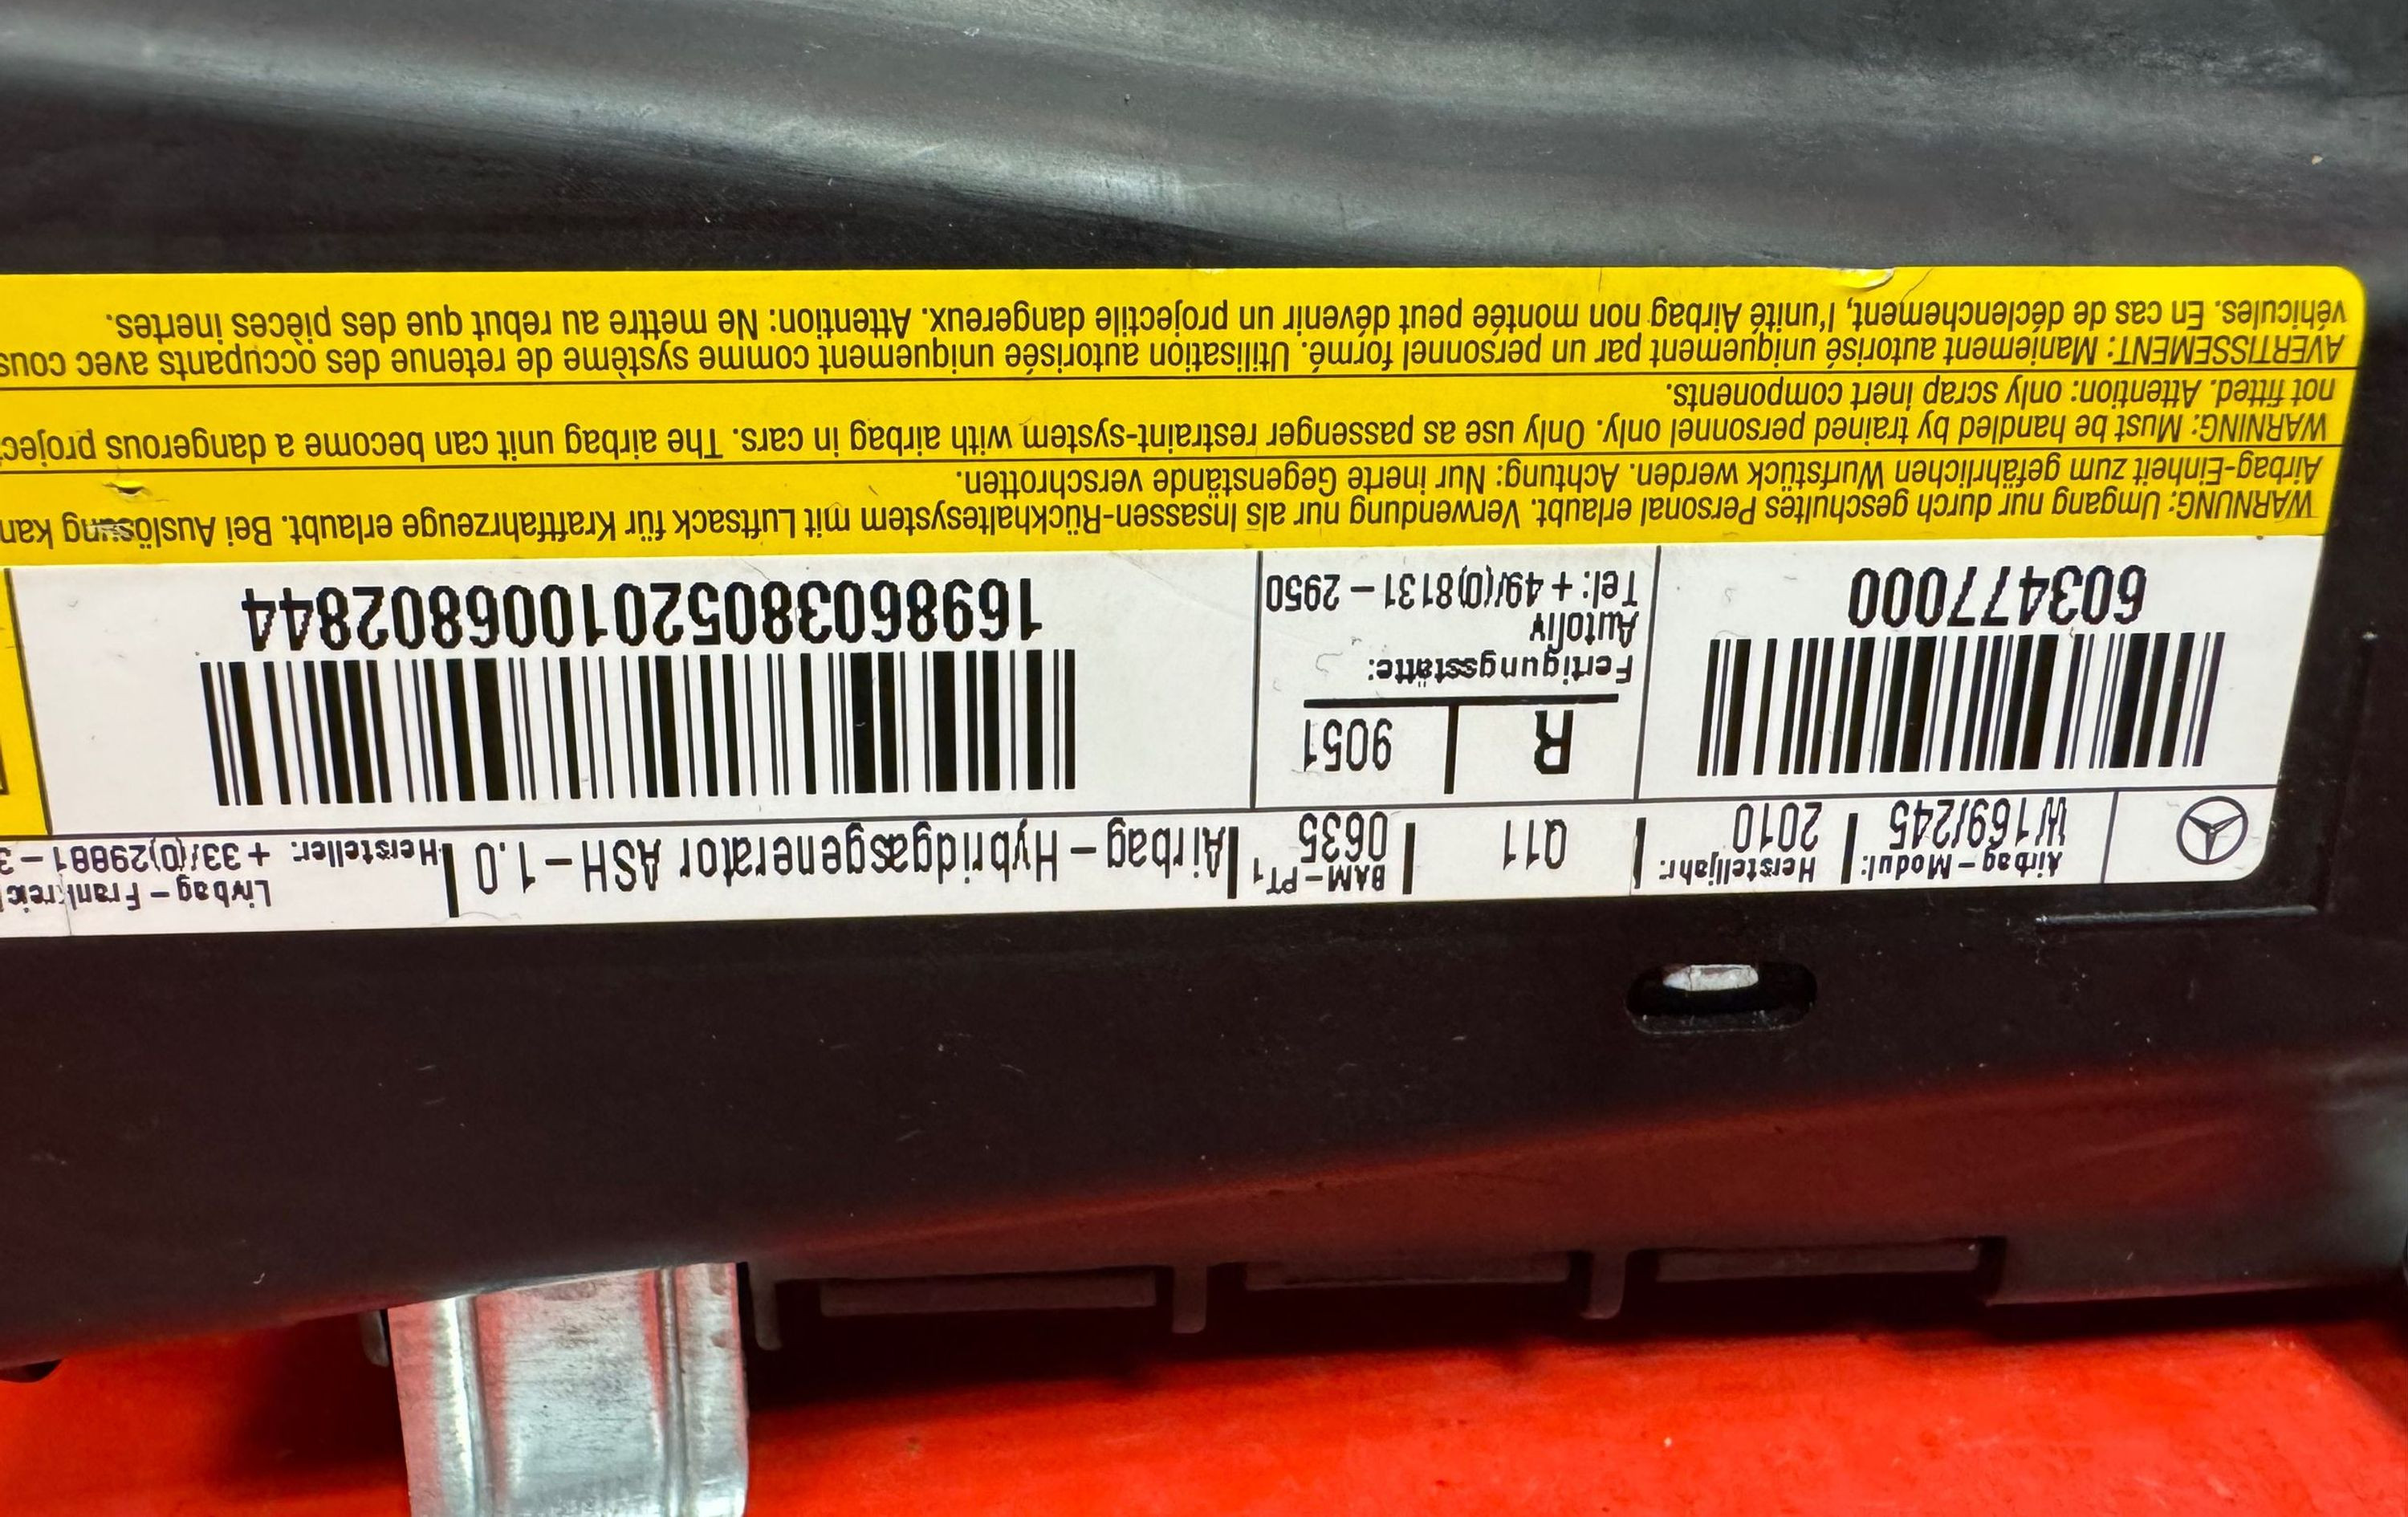 Airbag-Modul:
W169/245
Herstelljahr:
2010
Q11
BAM-PT1
0635
Airbag-Hybridgasgenerator ASH-1.0
Hersteller:
Livbag-Frankreic
+33/(0)29881-3
603477000
R 9051
Fertigungsstätte:
Autoliv
Tel: +49/(0)8131-2950
1698603805201006802844
WARNUNG: Umgang nur durch geschultes Personal erlaubt. Verwendung nur als Insassen-Rückhaltesystem mit Luftsack für Kraftfahrzeuge erlaubt. Bei Auslösung kan
Airbag-Einheit zum gefährlichen Wurfstück werden. Achtung: Nur inerte Gegenstände verschrotten.
WARNING: Must be handled by trained personnel only. Only use as passenger restraint-system with airbag in cars. The airbag unit can become a dangerous projec
not fitted. Attention: only scrap inert components.
AVERTISSEMENT: Maniement autorisé uniquement par un personnel formé. Utilisation autorisée uniquement comme système de retenue des occupants avec cous
véhicules. En cas de déclenchement, l'unité Airbag non montée peut dévenir un projectile dangereux. Attention: Ne mettre au rebut que des pièces inertes.